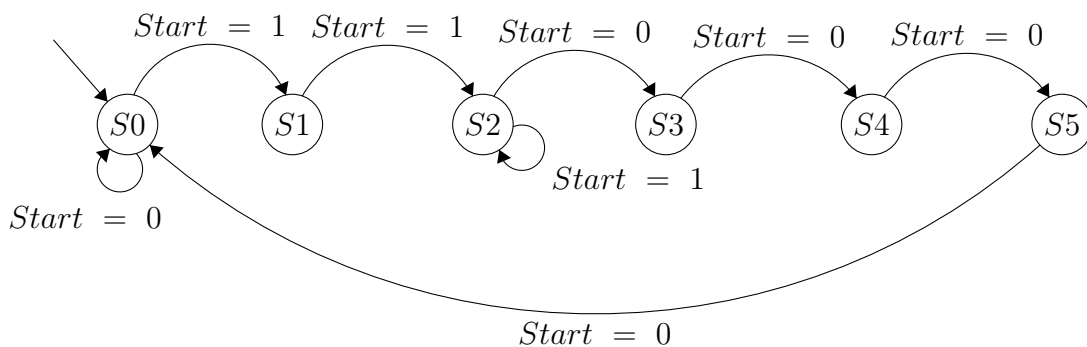 Start = 1
Start = 1
Start = 0
Start = 0
Start = 0
S0
S1
S2
S3
S4
S5
Start = 1
Start = 0
Start = 0